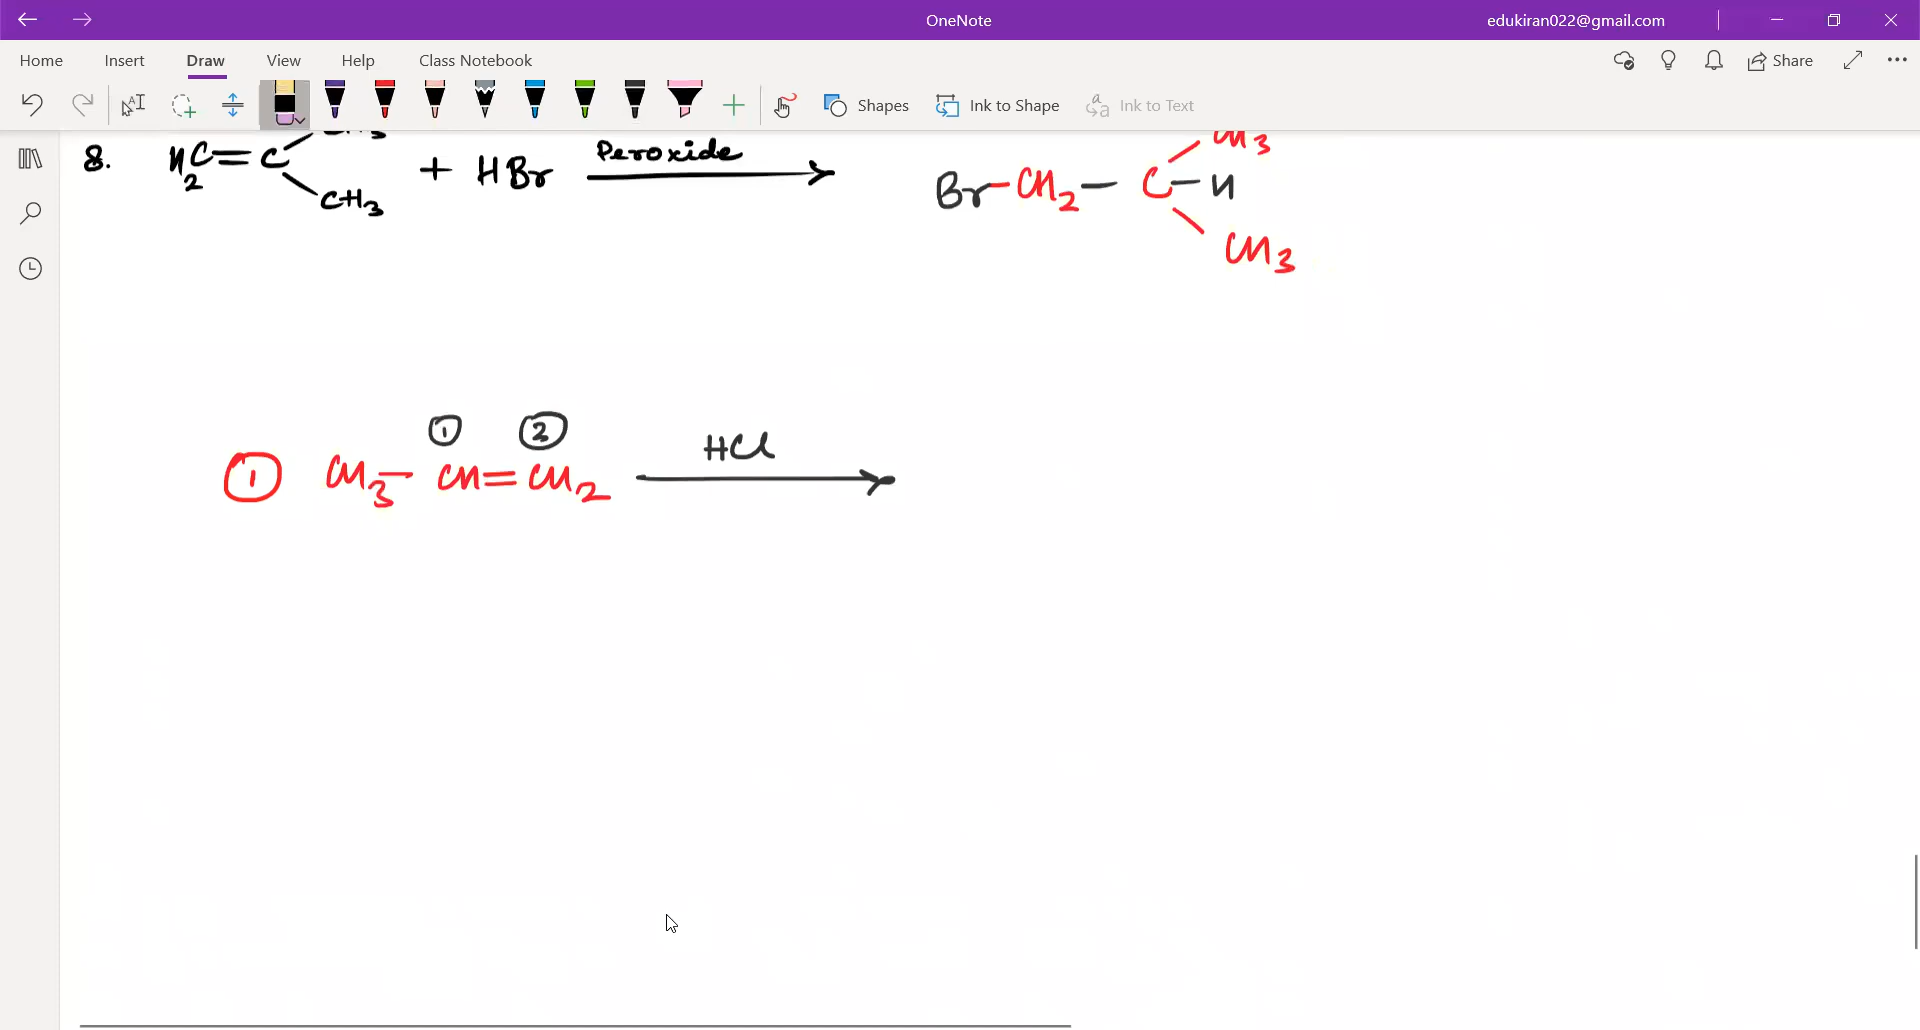 OneNote
edukiran022@gmail.com
Home Insert Draw View Help Class Notebook
Share
Shapes Ink to Shape Ink to Text
CH3
8. H2C=C + HBr Peroxide
CH3
CH3
Br-CH2-C-H
CH3
① ②
① CH3-CH=CH2 HCl